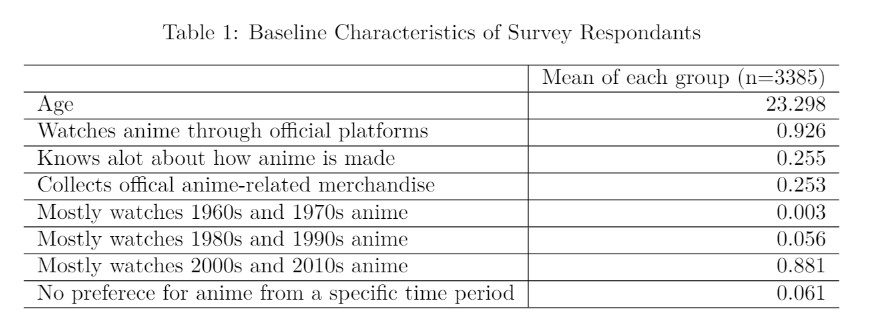 Table 1: Baseline Characteristics of Survey Respondants
Mean of each group (n=3385)
Age 23.298
Watches anime through official platforms 0.926
Knows alot about how anime is made 0.255
Collects offical anime-related merchandise 0.253
Mostly watches 1960s and 1970s anime 0.003
Mostly watches 1980s and 1990s anime 0.056
Mostly watches 2000s and 2010s anime 0.881
No preferece for anime from a specific time period 0.061